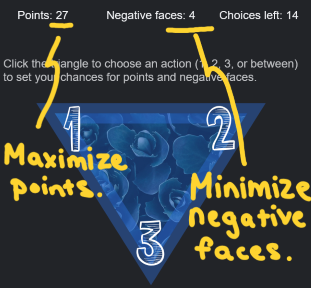 Points: 27 Negative faces: 4 Choices left: 14
Click the triangle to choose an action (1, 2, 3, or between)
to set your chances for points and negative faces.
1 2
Maximize
points.
Minimize
negative
faces.
3